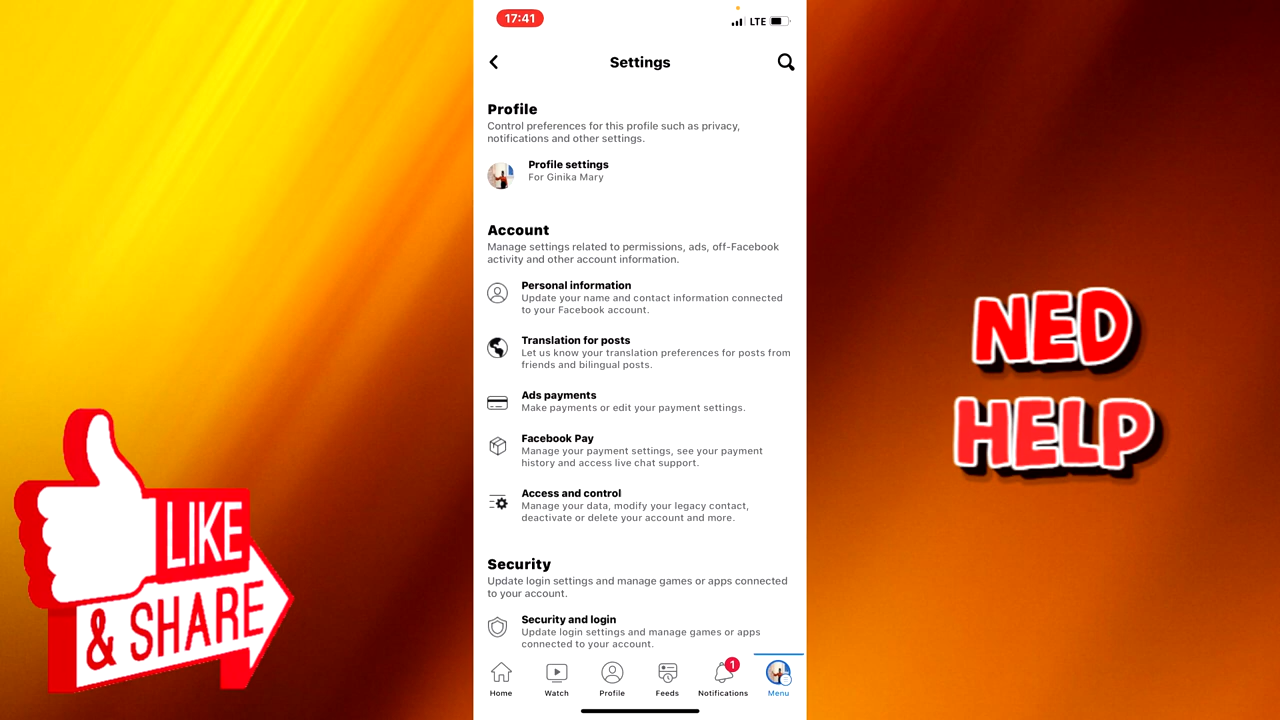 17:41
LTE
Settings
Profile
Control preferences for this profile such as privacy,
notifications and other settings.
Profile settings
For Ginika Mary
Account
Manage settings related to permissions, ads, off-Facebook
activity and other account information.
Personal information
Update your name and contact information connected
to your Facebook account.
Translation for posts
Let us know your translation preferences for posts from
friends and bilingual posts.
Ads payments
Make payments or edit your payment settings.
Facebook Pay
Manage your payment settings, see your payment
history and access live chat support.
Access and control
Manage your data, modify your legacy contact,
deactivate or delete your account and more.
Security
Update login settings and manage games or apps connected
to your account.
Security and login
Update login settings and manage games or apps
connected to your account.
1
Home Watch Profile Feeds Notifications Menu
LIKE
& SHARE
NED
HELP